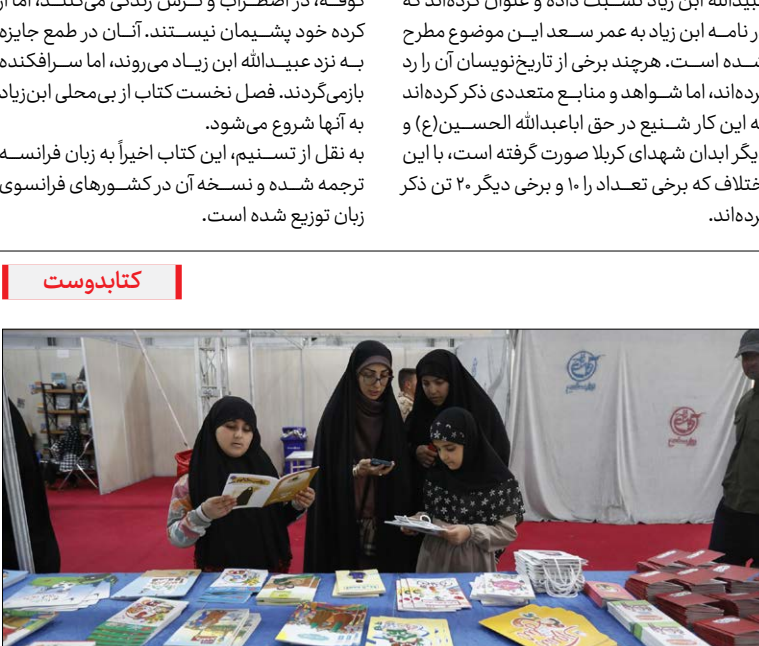 عبیدالله ابن زیاد نسبت داده و عنوان کرده‌اند که
نامه ابن زیاد به عمر سعد این موضوع مطرح
شده است. هرچند برخی از تاریخ‌نویسان آن را رد
رده‌اند، اما شواهد و منابع متعددی ذکر کرده‌اند
ه این کار شنیع در حق اباعبدالله الحسین(ع) و
یگر ابدان شهدای کربلا صورت گرفته است، با این
ختلاف که برخی تعداد را ۱۰ و برخی دیگر ۲۰ تن ذکر
رده‌اند.
کوفه، در اضطراب و ترس زندگی می‌کنند، اما از
کرده خود پشیمان نیستند. آنان در طمع جایزه
به نزد عبیدالله ابن زیاد می‌روند، اما سرافکنده
بازمی‌گردند. فصل نخست کتاب از بی‌محلی ابن‌زیاد
به آنها شروع می‌شود.
به نقل از تسنیم، این کتاب اخیراً به زبان فرانسه
ترجمه شده و نسخه آن در کشورهای فرانسوی
زبان توزیع شده است.
کتابدوست